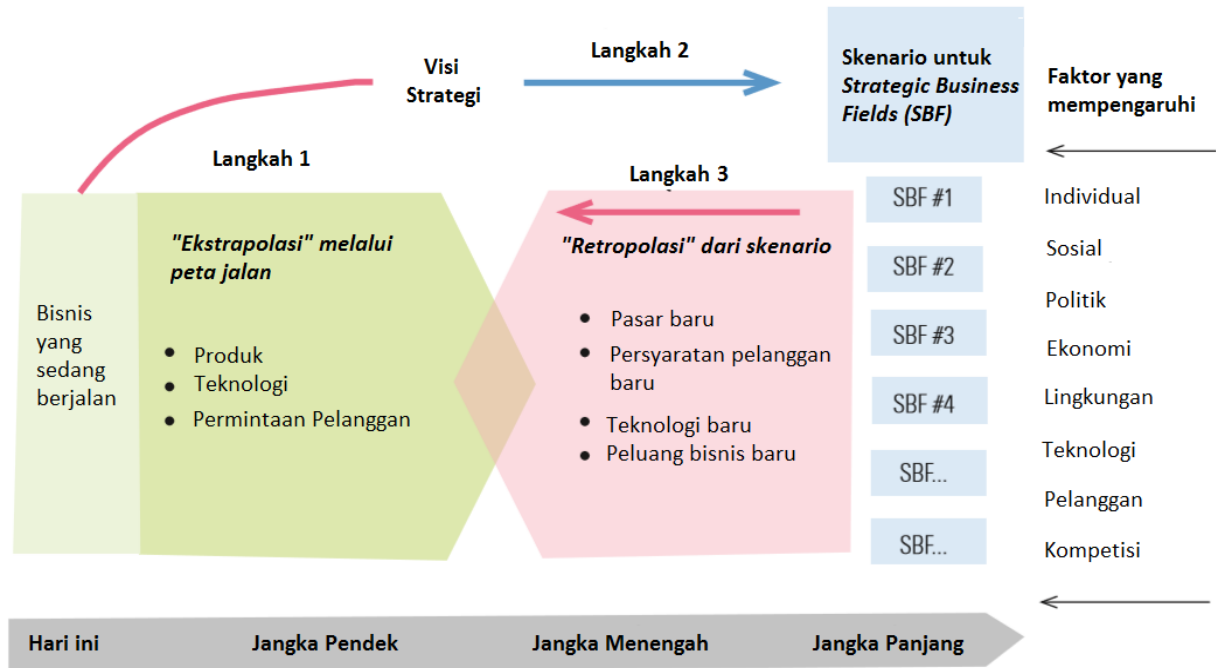 Visi
Strategi
Langkah 2
Skenario untuk
Strategic Business
Fields (SBF)
Faktor yang
mempengaruhi
Langkah 1
Langkah 3
"Ekstrapolasi" melalui
peta jalan
"Retropolasi" dari skenario
Bisnis
yang
sedang
berjalan
• Produk
• Teknologi
• Permintaan Pelanggan
• Pasar baru
• Persyaratan pelanggan
baru
• Teknologi baru
• Peluang bisnis baru
SBF #1
SBF #2
SBF #3
SBF #4
SBF...
SBF...
Individual
Sosial
Politik
Ekonomi
Lingkungan
Teknologi
Pelanggan
Kompetisi
Hari ini
Jangka Pendek
Jangka Menengah
Jangka Panjang